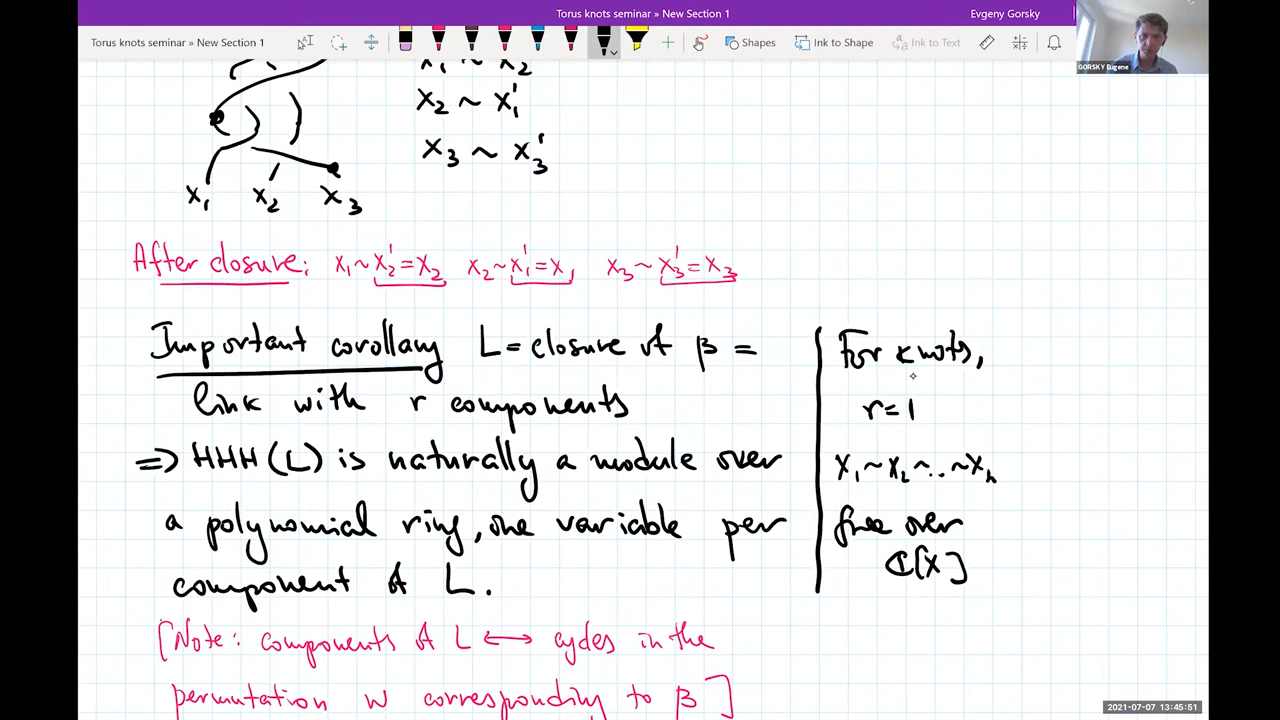 Torus knots seminar » New Section 1
Evgeny Gorsky
Torus knots seminar » New Section 1
Shapes
Ink to Shape
Ink to Text
GORSKY Eugene
x₁ ~ x₂
x₂ ~ x₁'
x₃ ~ x₃'
x₁ x₂ x₃
After closure: x₁~x₂'=x₂ x₂~x₁'=x₁ x₃~x₃'=x₃
Important corollary L = closure of β =
link with r components
=> HHH(L) is naturally a module over
a polynomial ring, one variable per
component of L.
For knots,
r=1
x₁~x₂~..~xₙ
free over
ℂ[x]
[Note: components of L ⟷ cycles in the
permutation w corresponding to β]
2021-07-07 13:45:51